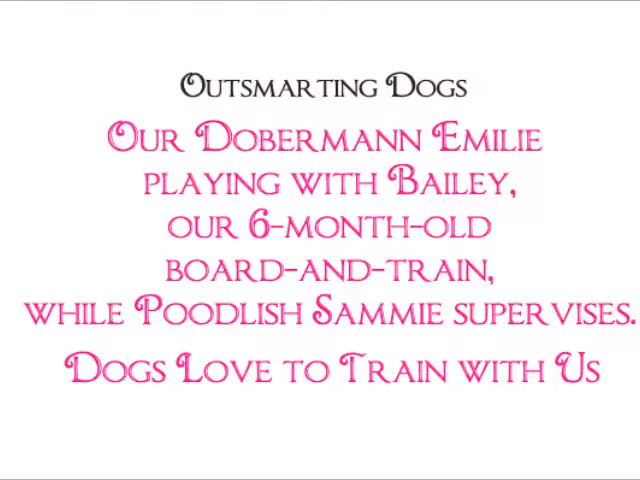 Outsmarting Dogs
Our Dobermann Emilie
playing with Bailey,
our 6-month-old
board-and-train,
while Poodlish Sammie supervises.
Dogs Love to Train with Us